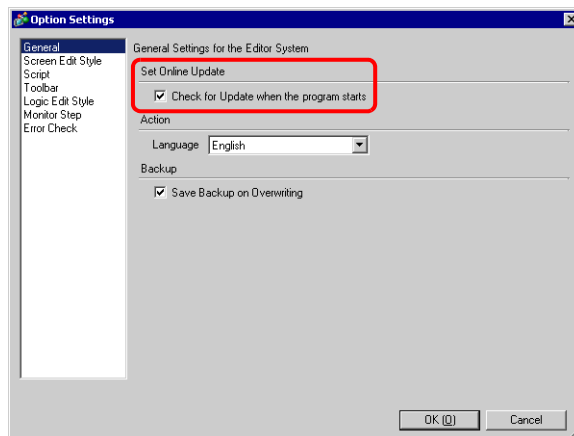 Option Settings
General
Screen Edit Style
Script
Toolbar
Logic Edit Style
Monitor Step
Error Check
General Settings for the Editor System
Set Online Update
Check for Update when the program starts
Action
Language English
Backup
Save Backup on Overwriting
OK (O) Cancel